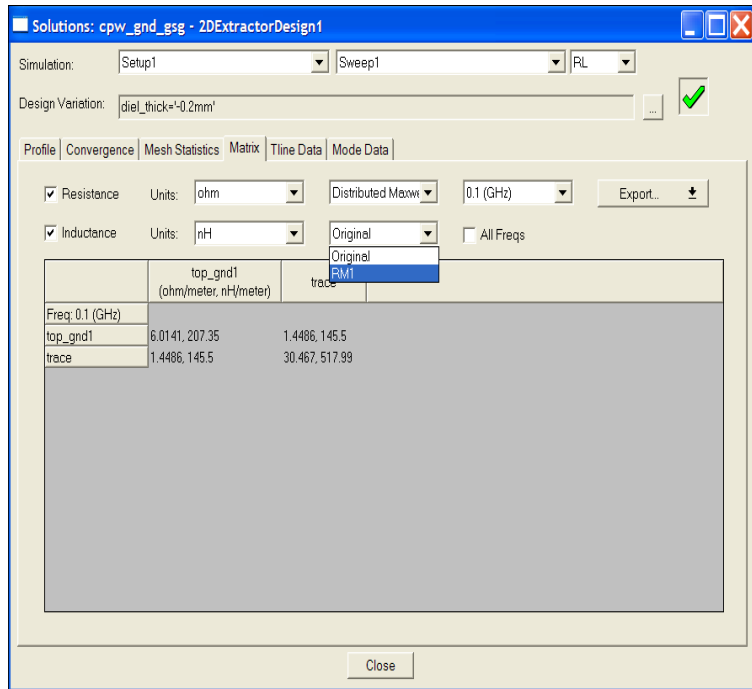 Solutions: cpw_gnd_gsg - 2DExtractorDesign1
Simulation: Setup1 Sweep1 RL
Design Variation: diel_thick='-0.2mm' ...
Profile Convergence Mesh Statistics Matrix Tline Data Mode Data
Resistance Units: ohm Distributed Maxwe 0.1 (GHz) Export..
Inductance Units: nH Original All Freqs
Original
RM1
top_gnd1 trace
(ohm/meter, nH/meter)
Freq: 0.1 (GHz)
top_gnd1 6.0141, 207.35 1.4486, 145.5
trace 1.4486, 145.5 30.467, 517.99
Close